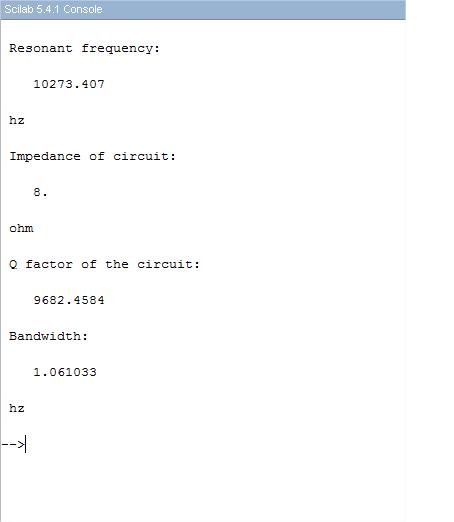 Scilab 5.4.1 Console
Resonant frequency:
10273.407
hz
Impedance of circuit:
8.
ohm
Q factor of the circuit:
9682.4584
Bandwidth:
1.061033
hz
-->